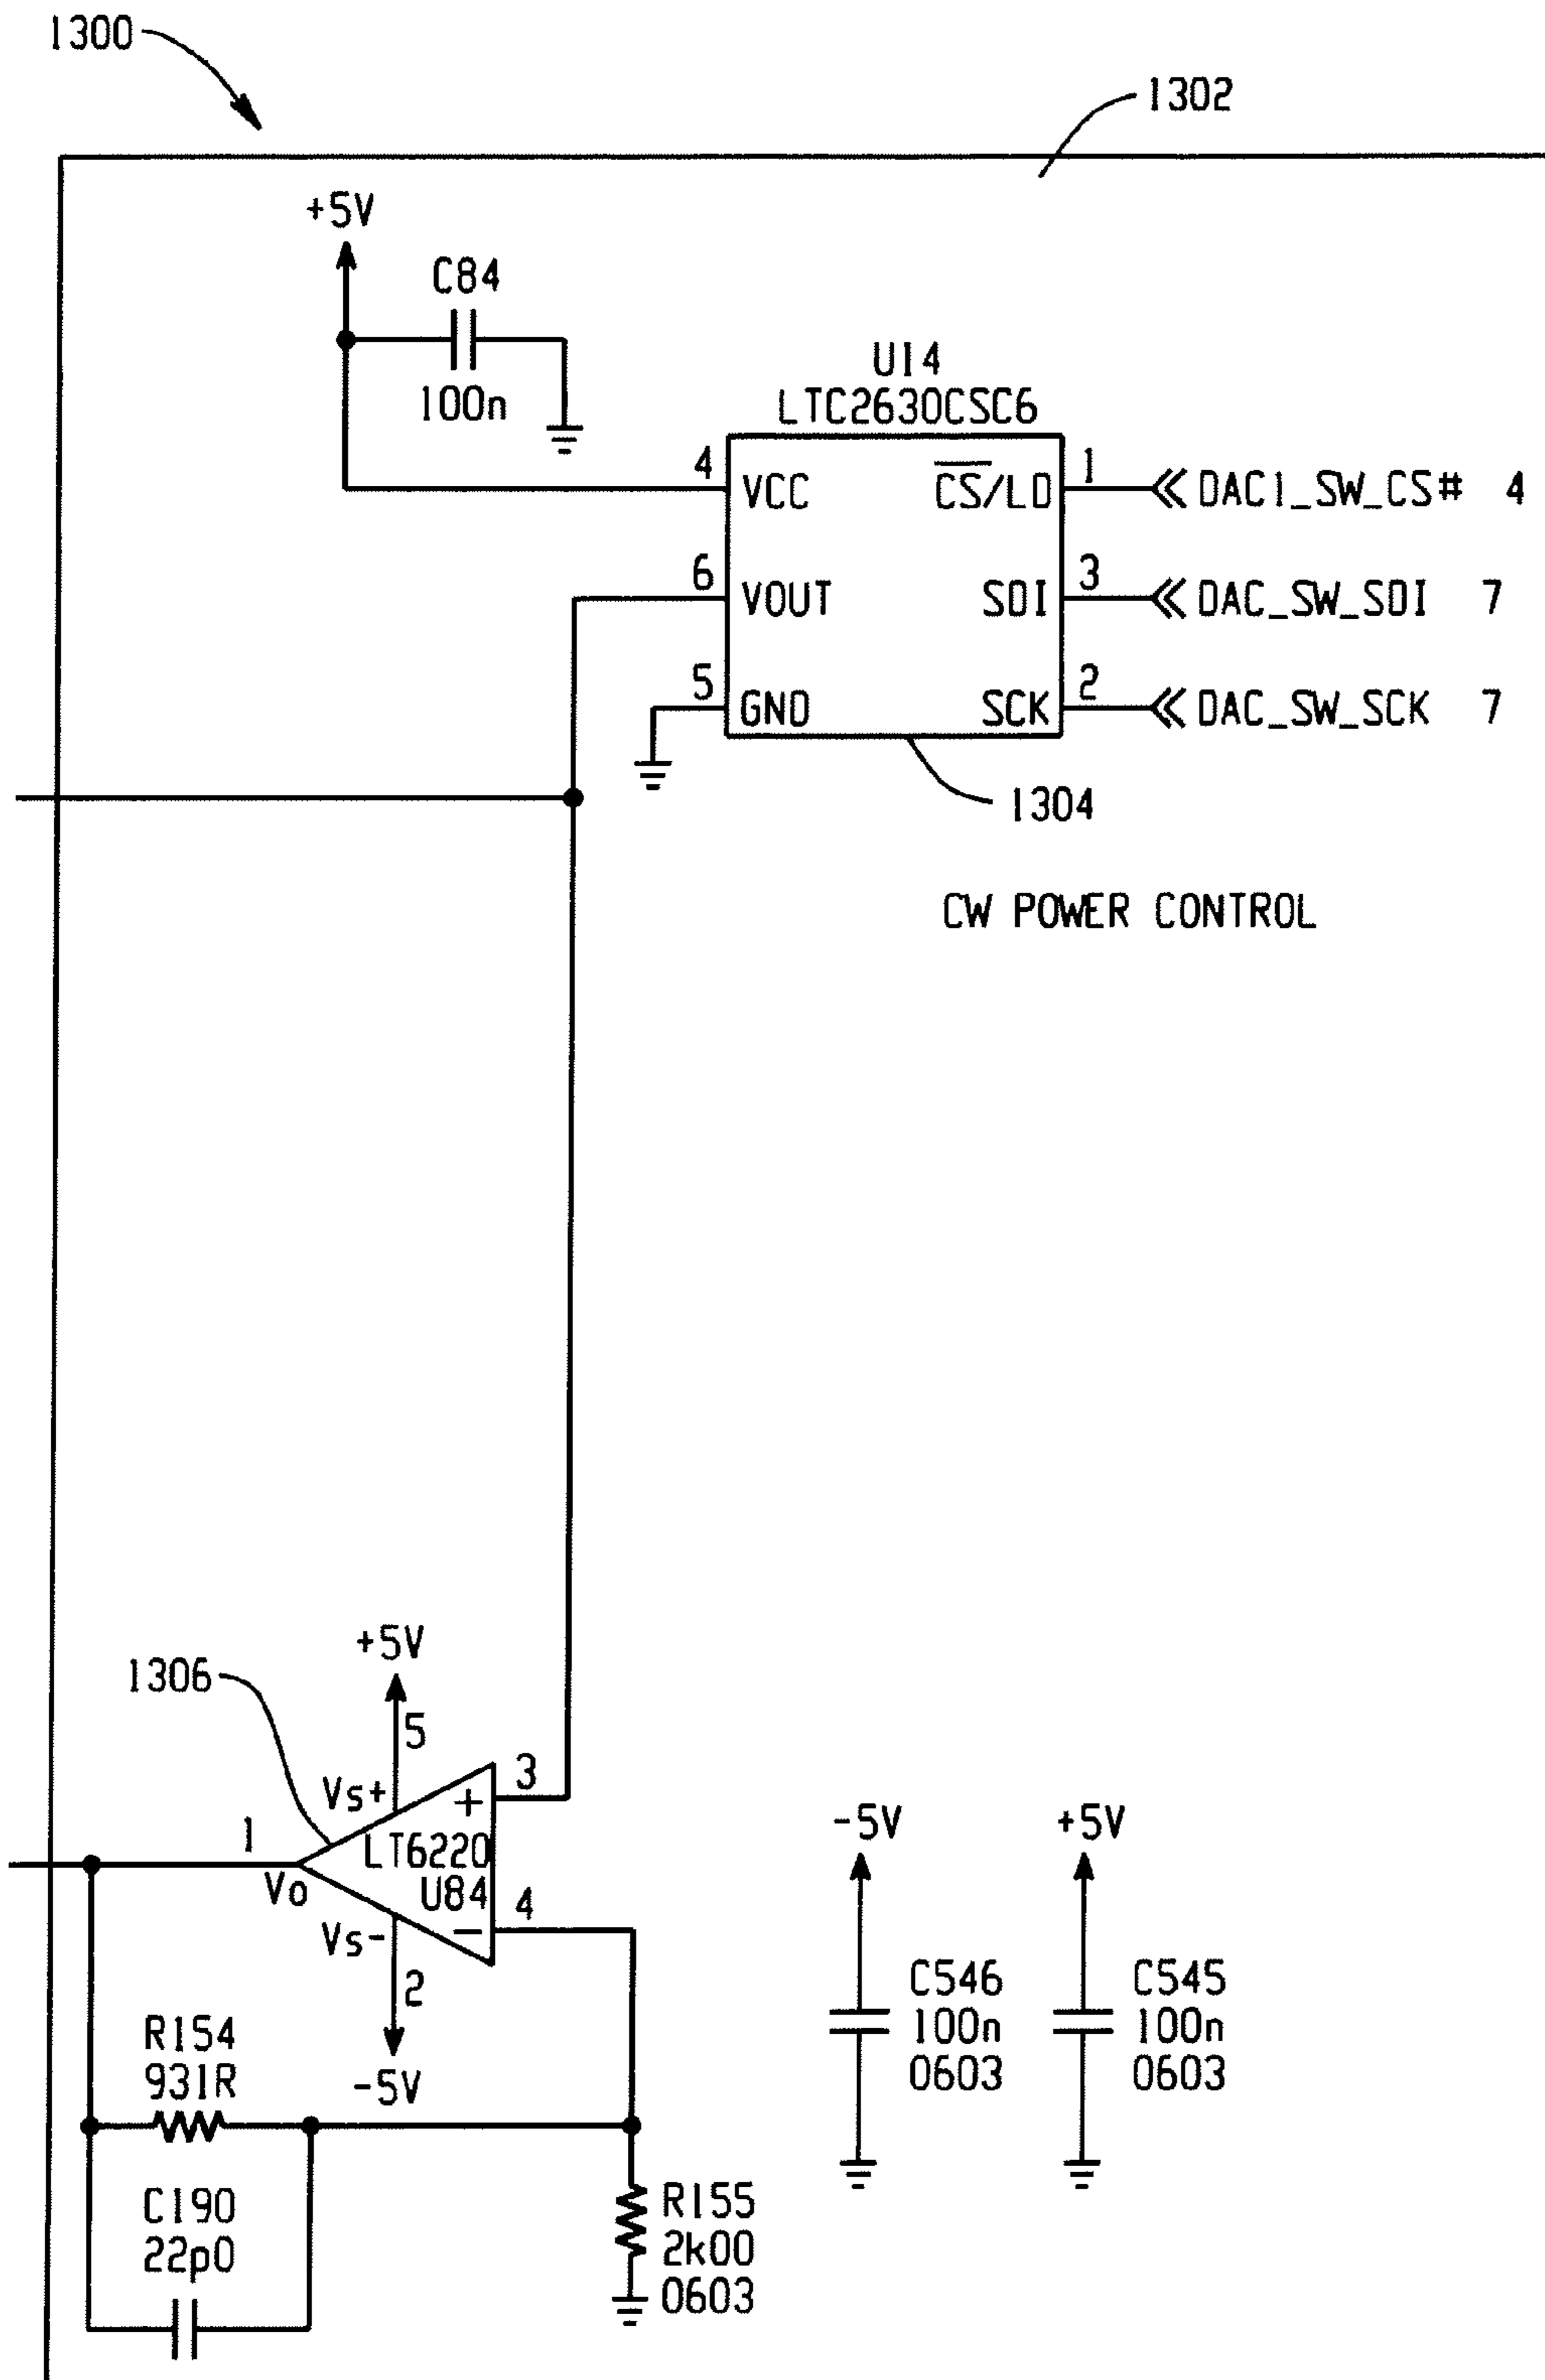 1300
1302
+5V
C84
100n
U14
LTC2630CSC6
4 VCC CS/LD 1 DAC1_SW_CS# 4
6 VOUT SDI 3 DAC_SW_SDI 7
5 GND SCK 2 DAC_SW_SCK 7
1304
CW POWER CONTROL
+5V
1306
5
Vs+
+ 3
1
LT6220
Vo
U84
- 4
Vs-
2
-5V
-5V
+5V
R154
931R
C546
100n
0603
C545
100n
0603
C190
22p0
R155
2k00
0603